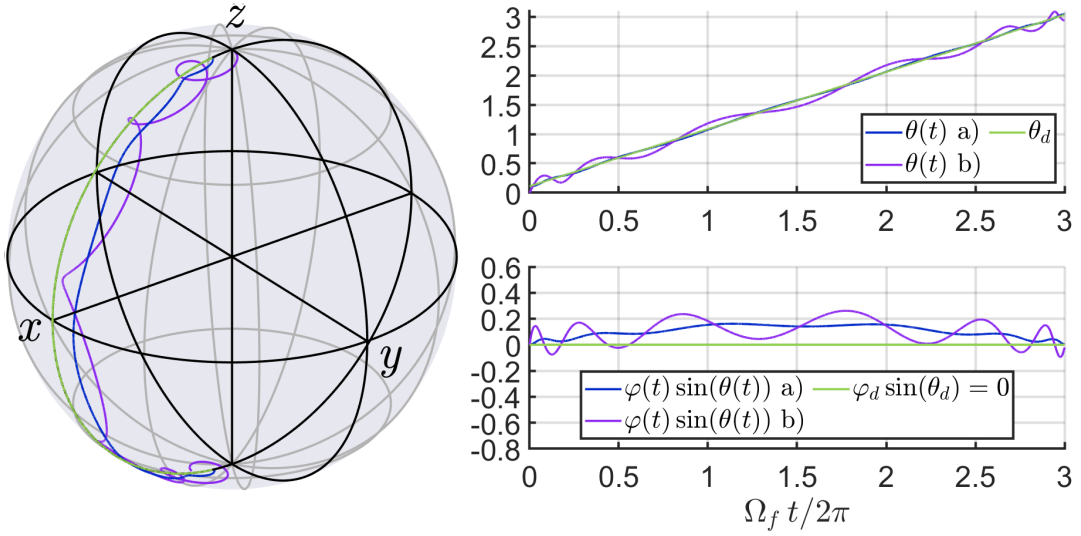 z
x
y
3
2.5
2
1.5
1
0.5
0
0 0.5 1 1.5 2 2.5 3
θ(t) a) θ_d
θ(t) b)
0.6
0.4
0.2
0
-0.2
-0.4
-0.6
-0.8
φ(t) sin(θ(t)) a) φ_d sin(θ_d) = 0
φ(t) sin(θ(t)) b)
0 0.5 1 1.5 2 2.5 3
Ω_f t/2π